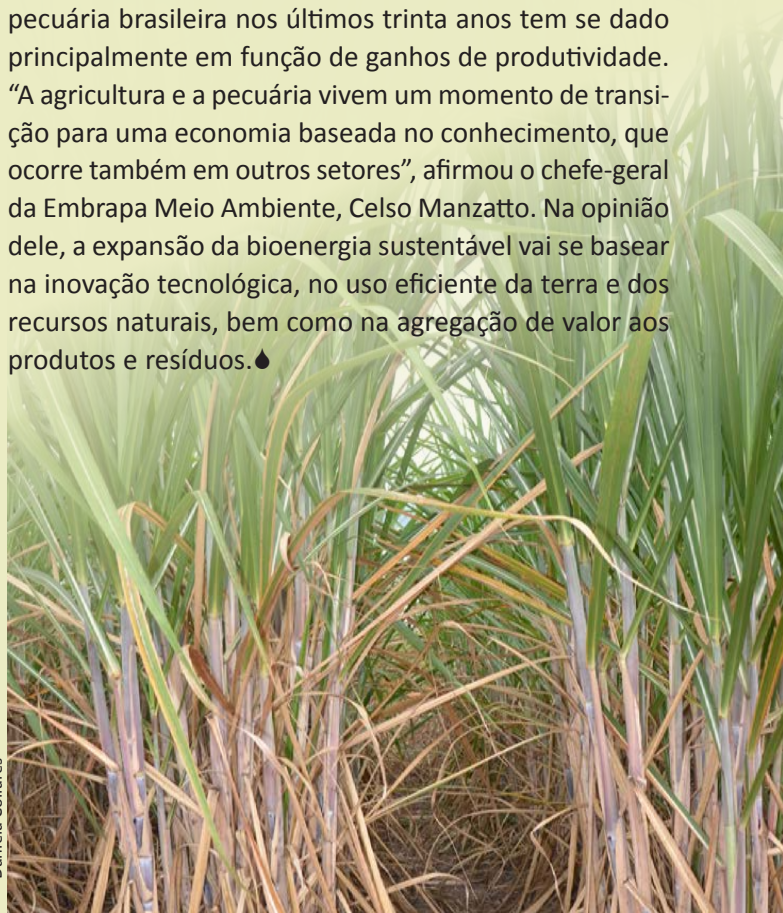 pecuária brasileira nos últimos trinta anos tem se dado
principalmente em função de ganhos de produtividade.
“A agricultura e a pecuária vivem um momento de transi-
ção para uma economia baseada no conhecimento, que
ocorre também em outros setores”, afirmou o chefe-geral
da Embrapa Meio Ambiente, Celso Manzatto. Na opinião
dele, a expansão da bioenergia sustentável vai se basear
na inovação tecnológica, no uso eficiente da terra e dos
recursos naturais, bem como na agregação de valor aos
produtos e resíduos.